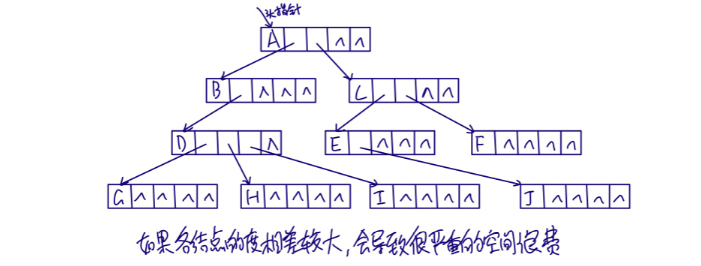 头指针
A ∧ ∧
B ∧ ∧ ∧ C ∧ ∧
D ∧ E ∧ ∧ ∧ F ∧ ∧ ∧ ∧
G ∧ ∧ ∧ ∧ H ∧ ∧ ∧ ∧ I ∧ ∧ ∧ ∧ J ∧ ∧ ∧ ∧
如果各结点的度相差较大,会导致很严重的空间浪费